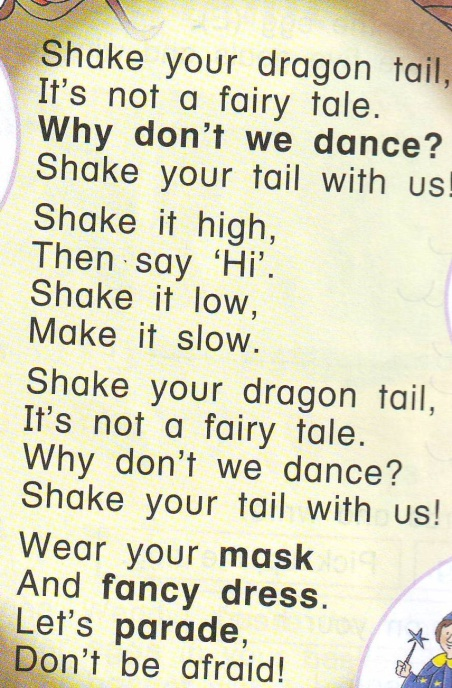 Shake your dragon tail,
It's not a fairy tale.
Why don't we dance?
Shake your tail with us!
Shake it high,
Then say 'Hi'.
Shake it low,
Make it slow.
Shake your dragon tail,
It's not a fairy tale.
Why don't we dance?
Shake your tail with us!
Wear your mask
And fancy dress.
Let's parade,
Don't be afraid!